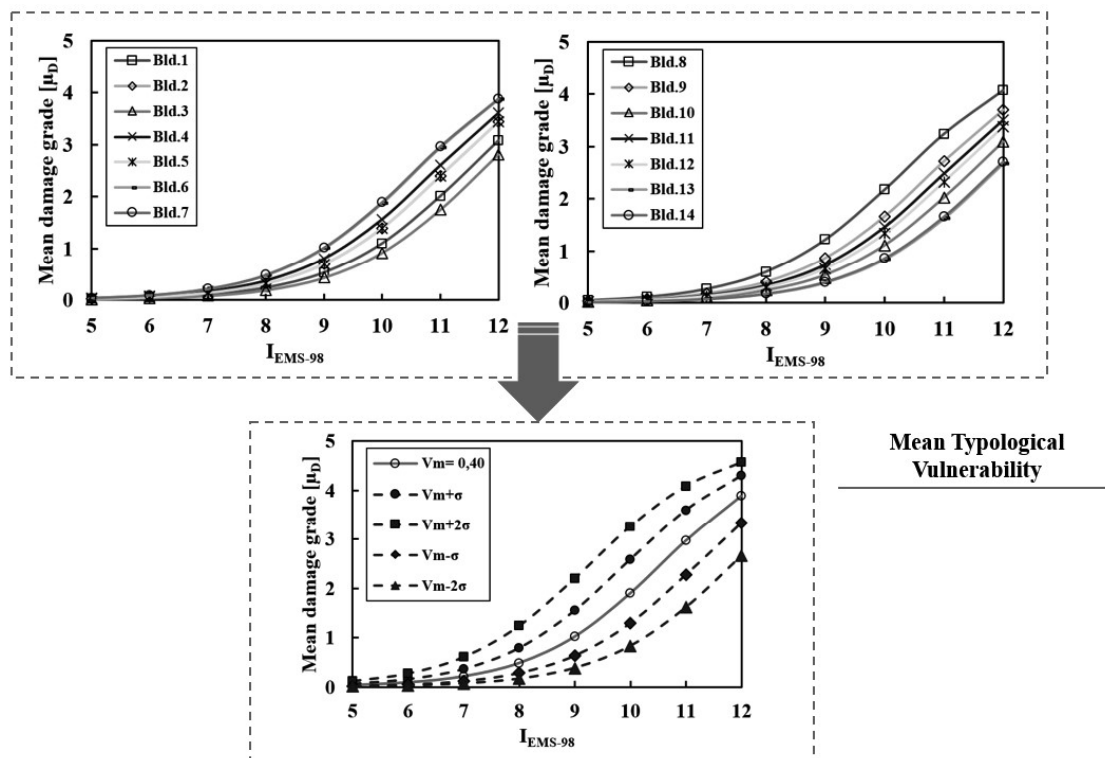 Mean damage grade [μD]
5
4
3
2
1
0
Bld.1
Bld.2
Bld.3
Bld.4
Bld.5
Bld.6
Bld.7
5 6 7 8 9 10 11 12
IEMS-98
Mean damage grade [μD]
5
4
3
2
1
0
Bld.8
Bld.9
Bld.10
Bld.11
Bld.12
Bld.13
Bld.14
5 6 7 8 9 10 11 12
IEMS-98
Mean damage grade [μD]
5
4
3
2
1
0
Vm= 0,40
Vm+σ
Vm+2σ
Vm-σ
Vm-2σ
5 6 7 8 9 10 11 12
IEMS-98
Mean Typological
Vulnerability